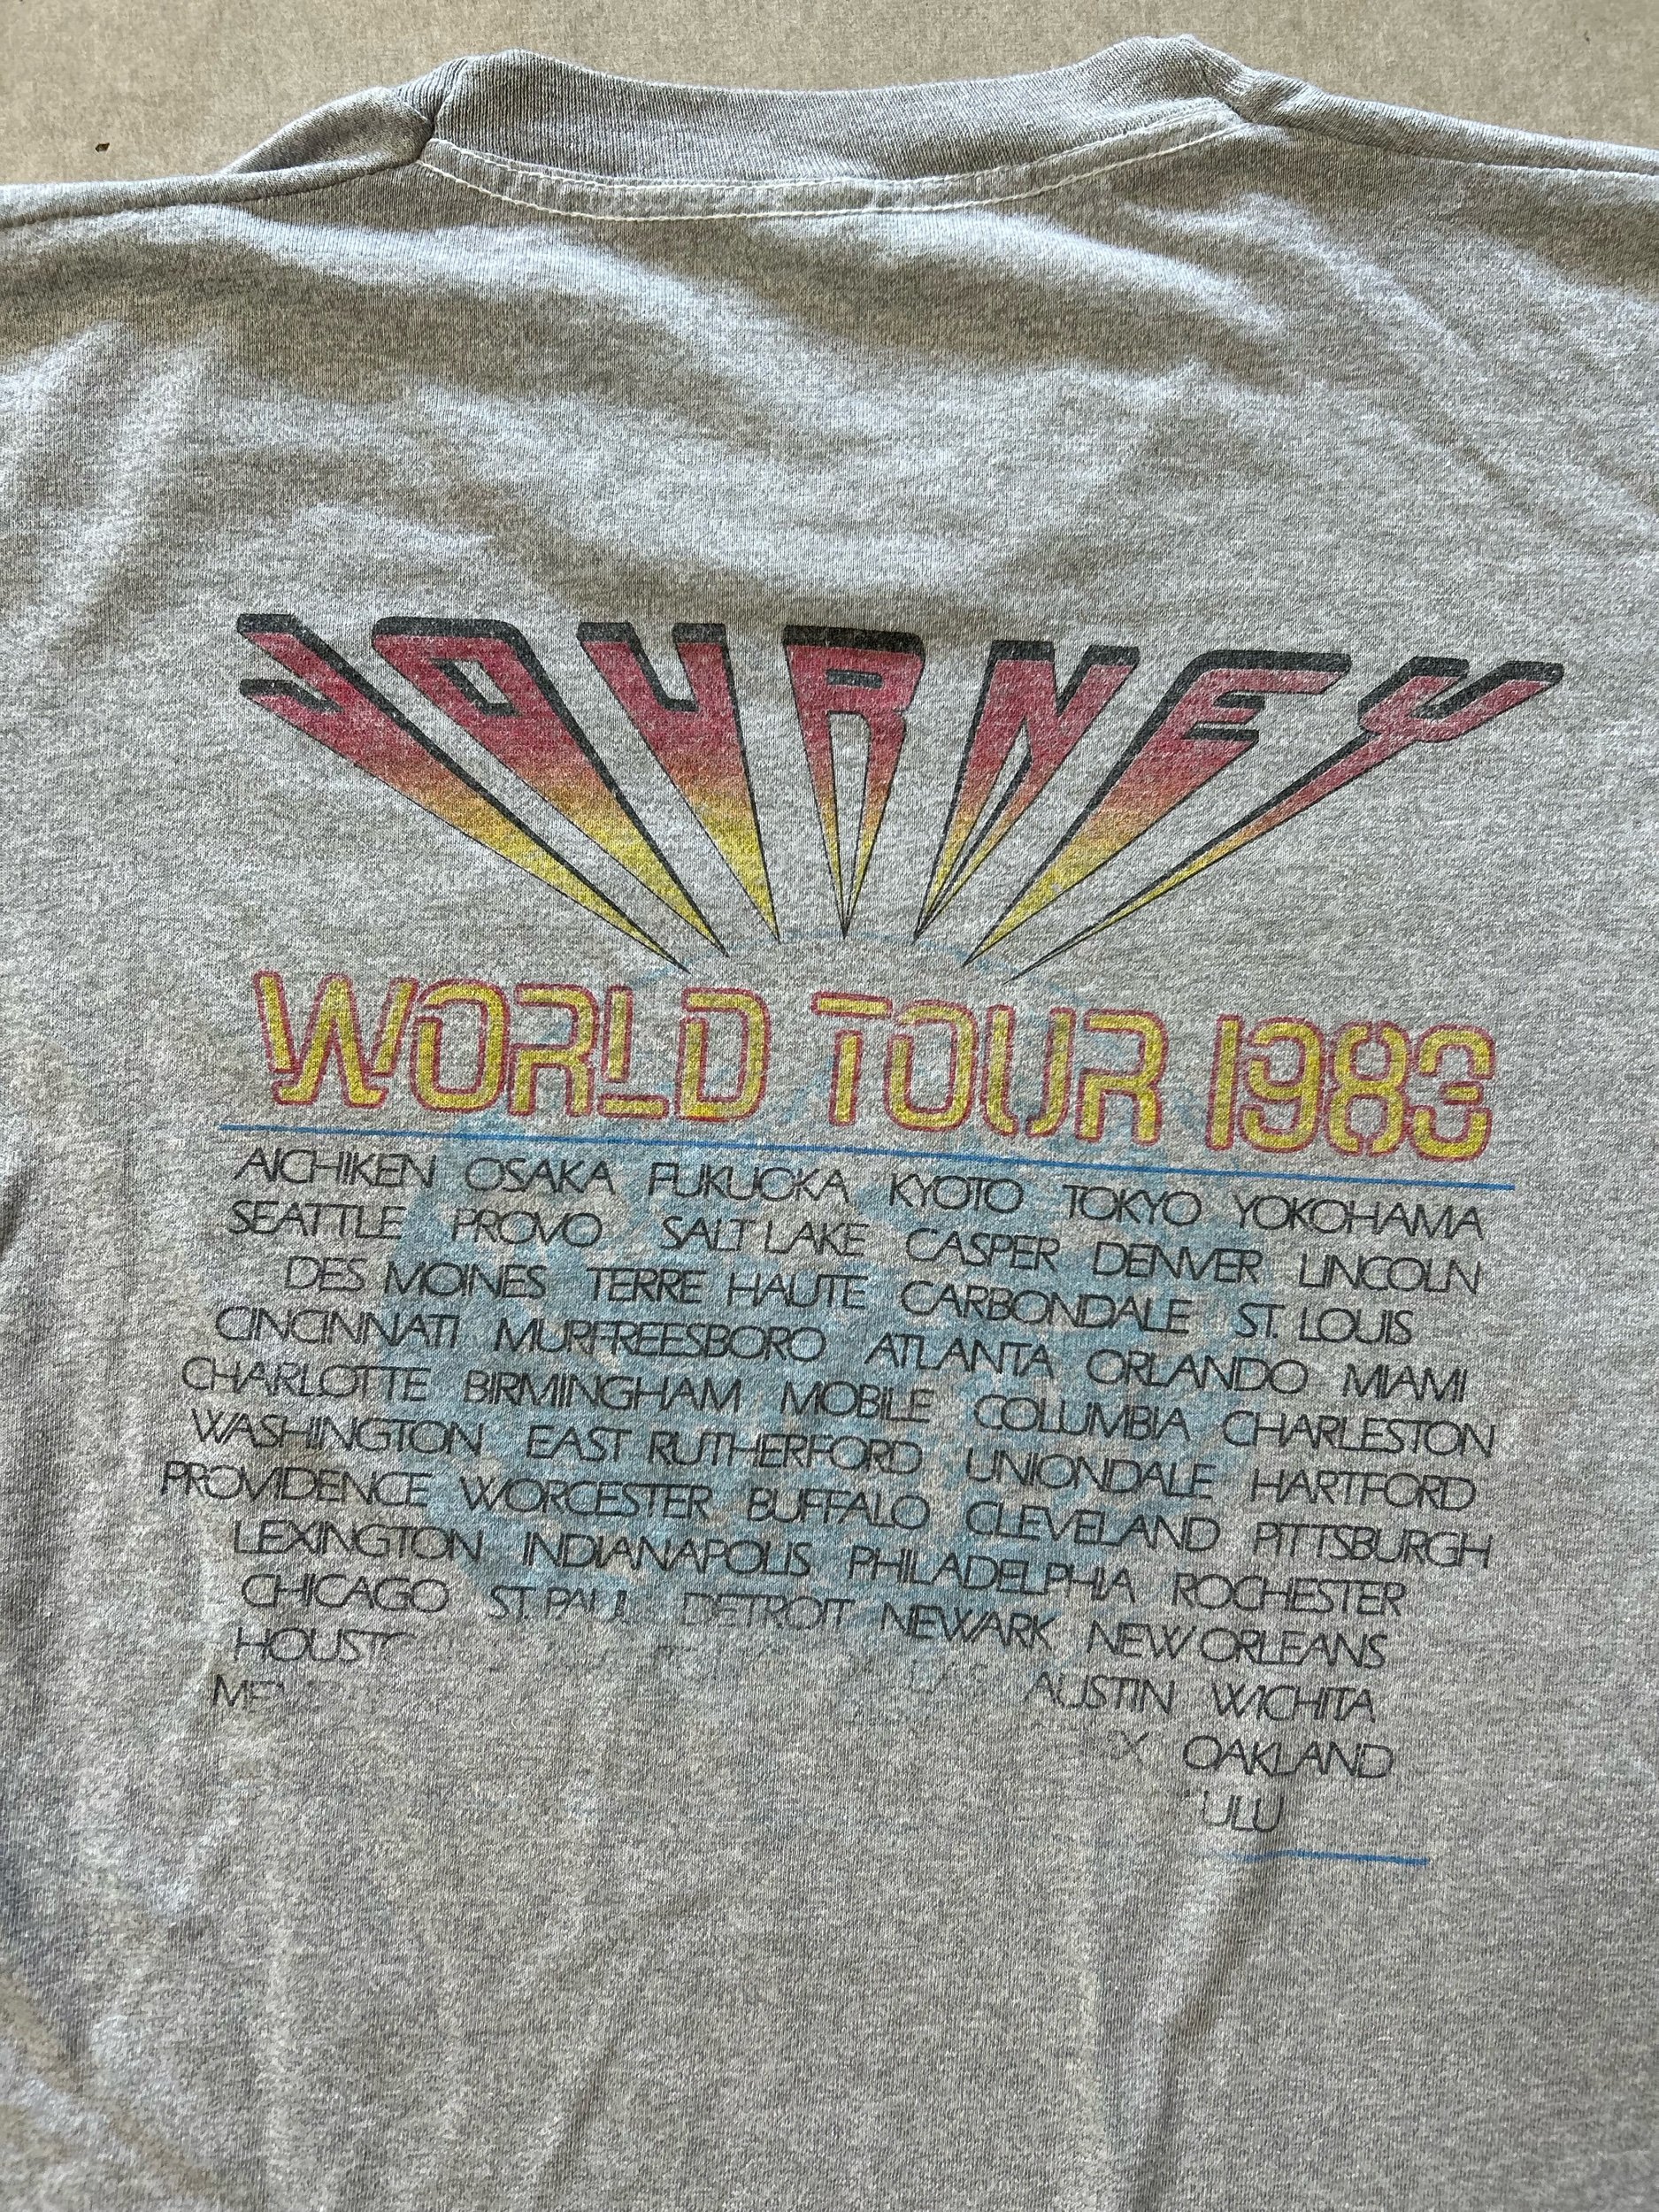 JOURNEY
WORLD TOUR 1983
AICHIKEN OSAKA FUKUOKA KYOTO TOKYO YOKOHAMA
SEATTLE PROVO SALT LAKE CASPER DENVER LINCOLN
DES MOINES TERRE HAUTE CARBONDALE ST. LOUIS
CINCINNATI MURFREESBORO ATLANTA ORLANDO MIAMI
CHARLOTTE BIRMINGHAM MOBILE COLUMBIA CHARLESTON
WASHINGTON EAST RUTHERFORD UNIONDALE HARTFORD
PROVIDENCE WORCESTER BUFFALO CLEVELAND PITTSBURGH
LEXINGTON INDIANAPOLIS PHILADELPHIA ROCHESTER
CHICAGO ST. PAUL DETROIT NEWARK NEW ORLEANS
AUSTIN WICHITA
OAKLAND